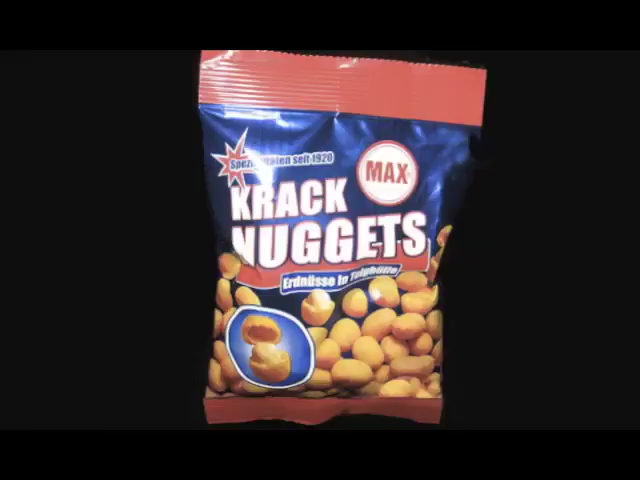 Spezialitäten seit 1920
MAX
KRACK
NUGGETS
Erdnüsse in Teighülle